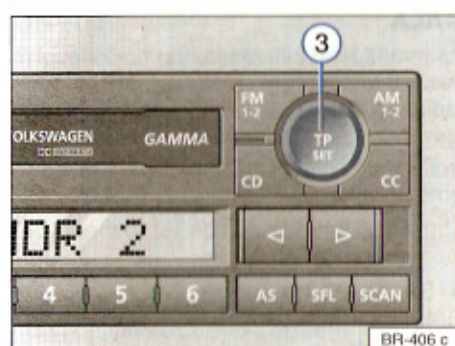 3
FM
1-2
AM
1-2
TP
SET
OLKSWAGEN
GAMMA
CD
CC
NDR 2
4 5 6
AS SFL SCAN
BR-406 c